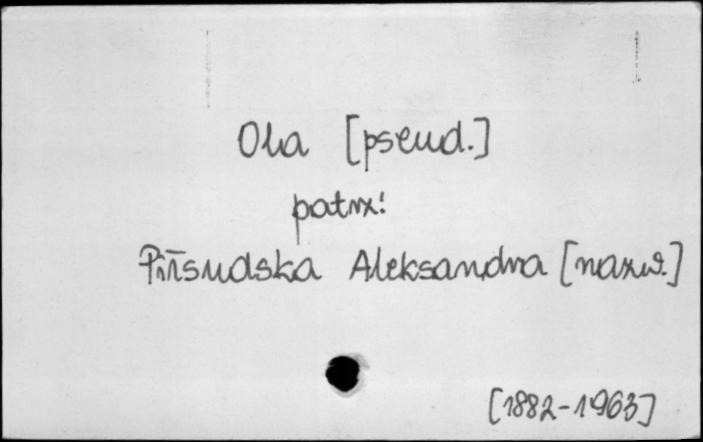 Ola [pseud.]
patrz:
Piłsudska Aleksandra [nazw.]
[1882-1963]